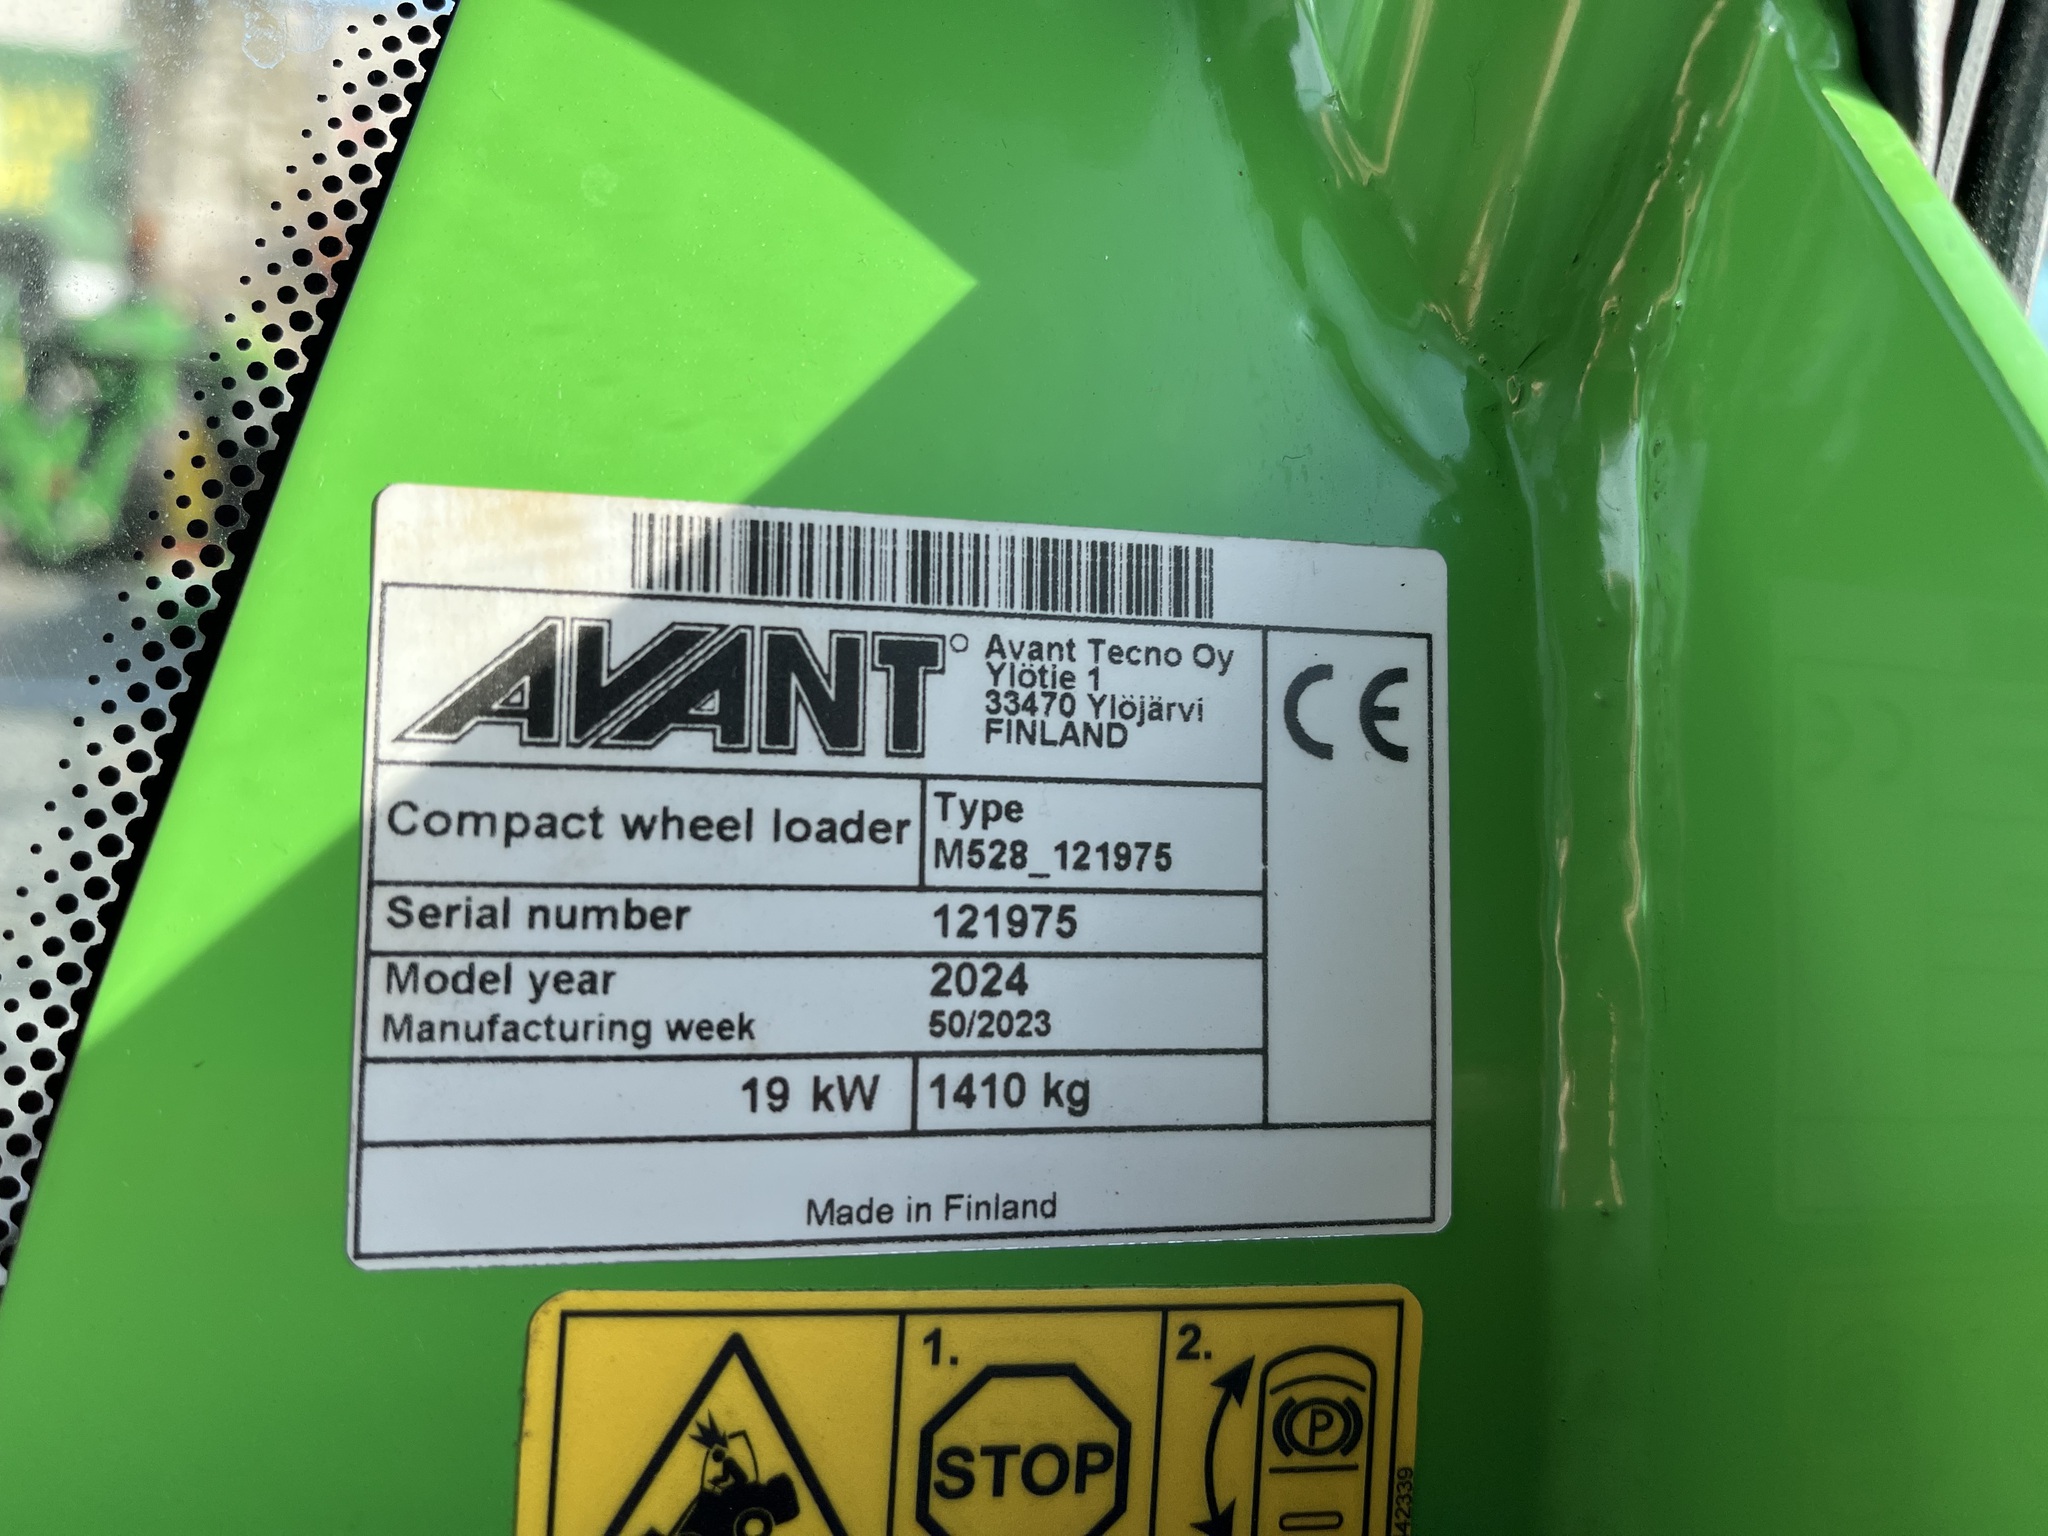 AVANT
Avant Tecno Oy
Ylötie 1
33470 Ylöjärvi
FINLAND
CE
Compact wheel loader
Type
M528_121975
Serial number 121975
Model year 2024
Manufacturing week 50/2023
19 kW 1410 kg
Made in Finland
1.
STOP
2.
P